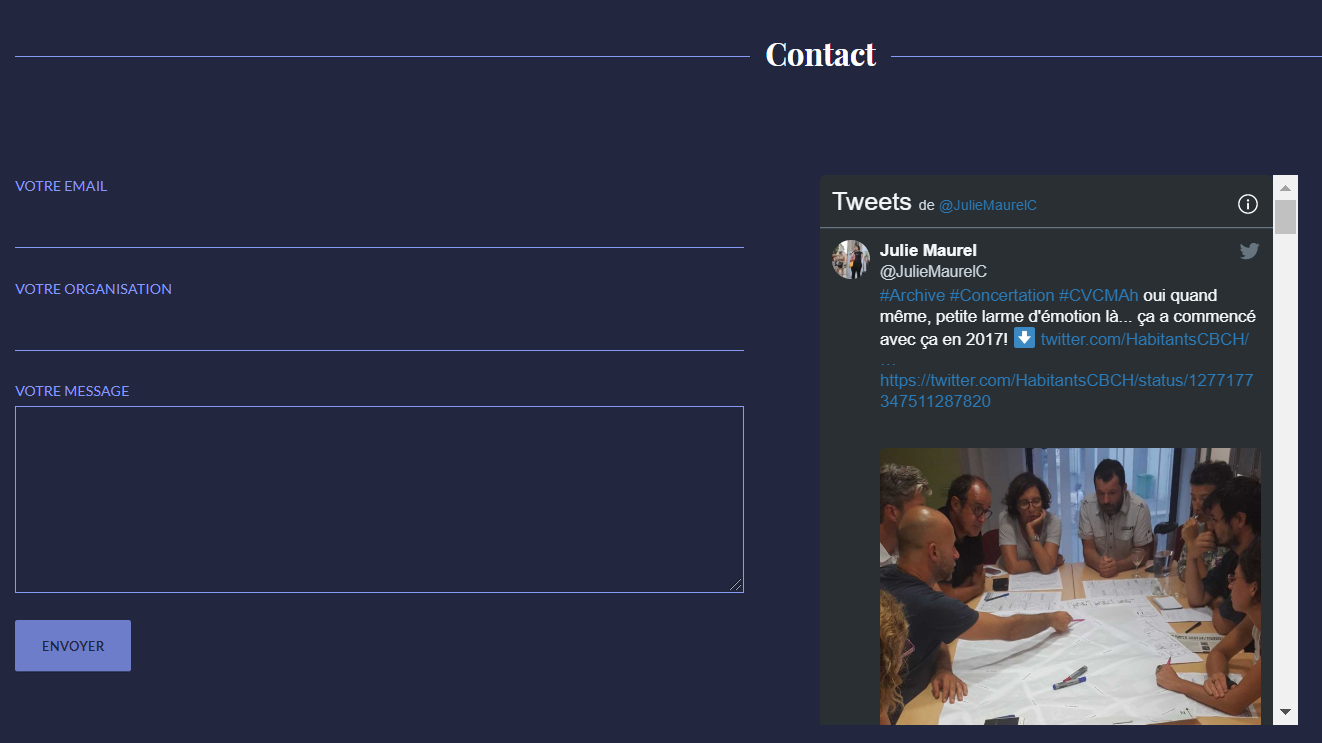 Contact
VOTRE EMAIL
VOTRE ORGANISATION
VOTRE MESSAGE
ENVOYER
Tweets de @JulieMaurelC
Julie Maurel
@JulieMaurelC
#Archive #Concertation #CVCMAh oui quand
même, petite larme d'émotion là... ça a commencé
avec ça en 2017! ⬇ twitter.com/HabitantsCBCH/
…
https://twitter.com/HabitantsCBCH/status/1277177
347511287820